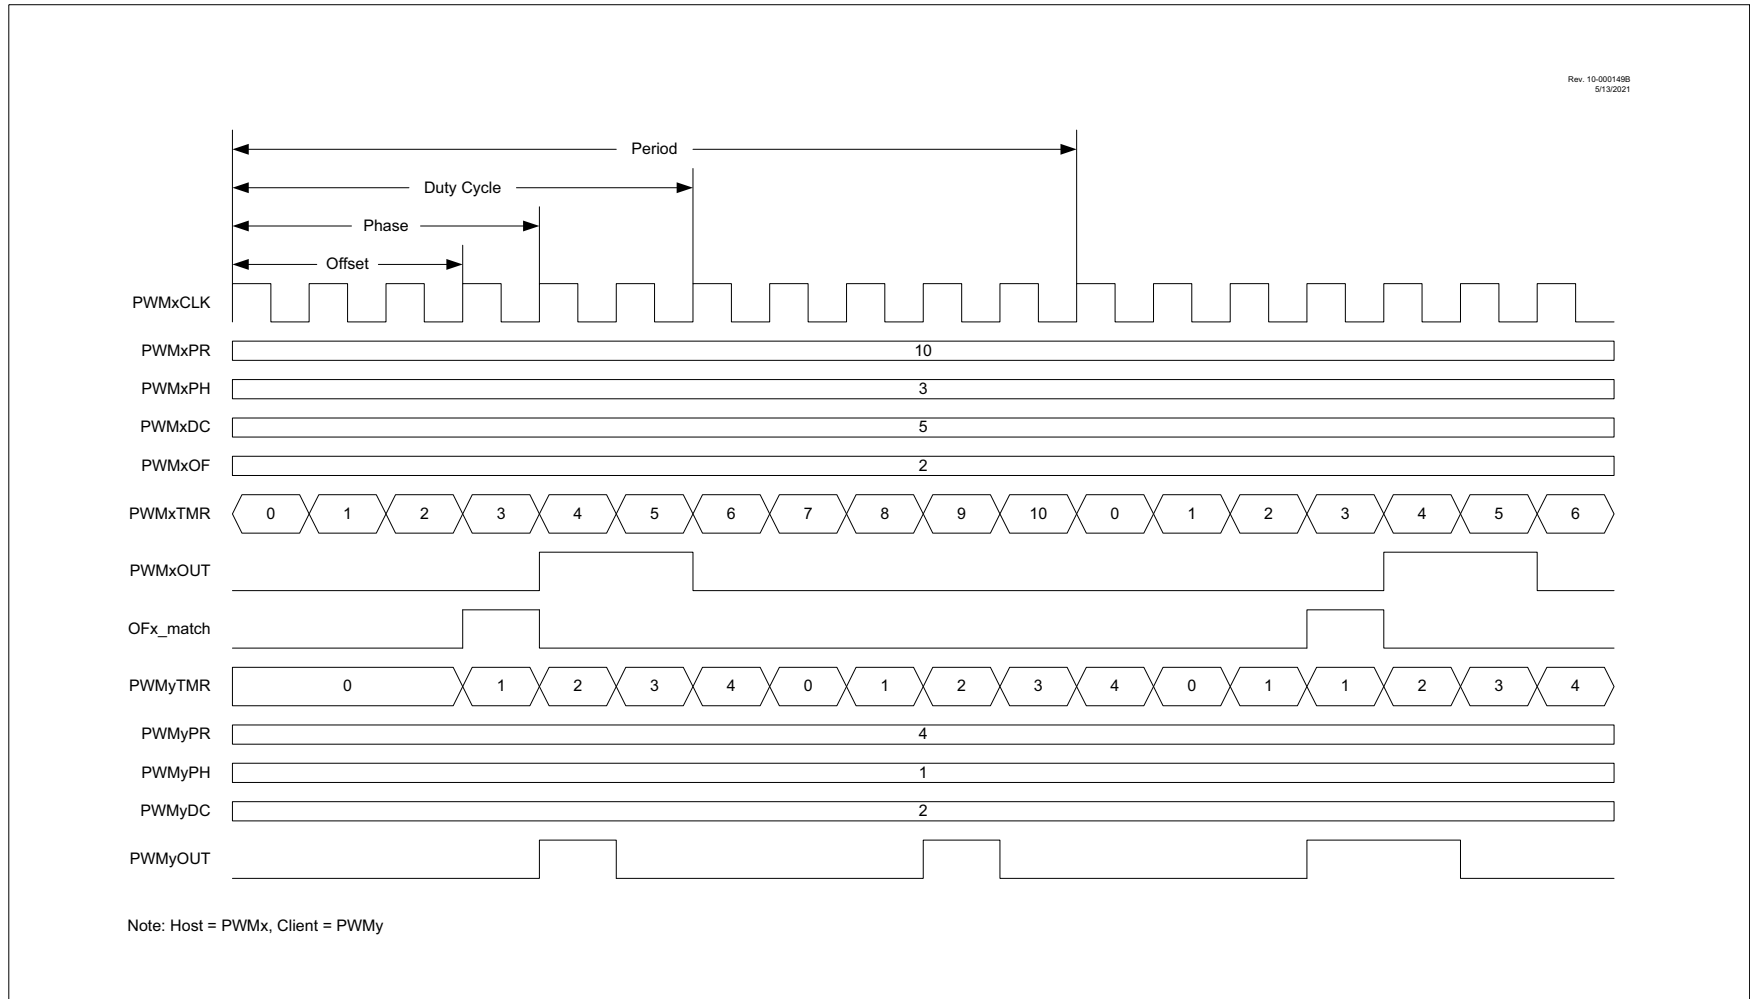 Rev. 10-000149B
5/13/2021
Period
Duty Cycle
Phase
Offset
PWMxCLK
PWMxPR 10
PWMxPH 3
PWMxDC 5
PWMxOF 2
PWMxTMR 0 1 2 3 4 5 6 7 8 9 10 0 1 2 3 4 5 6
PWMxOUT
OFx_match
PWMyTMR 0 1 2 3 4 0 1 2 3 4 0 1 1 2 3 4
PWMyPR 4
PWMyPH 1
PWMyDC 2
PWMyOUT
Note: Host = PWMx, Client = PWMy